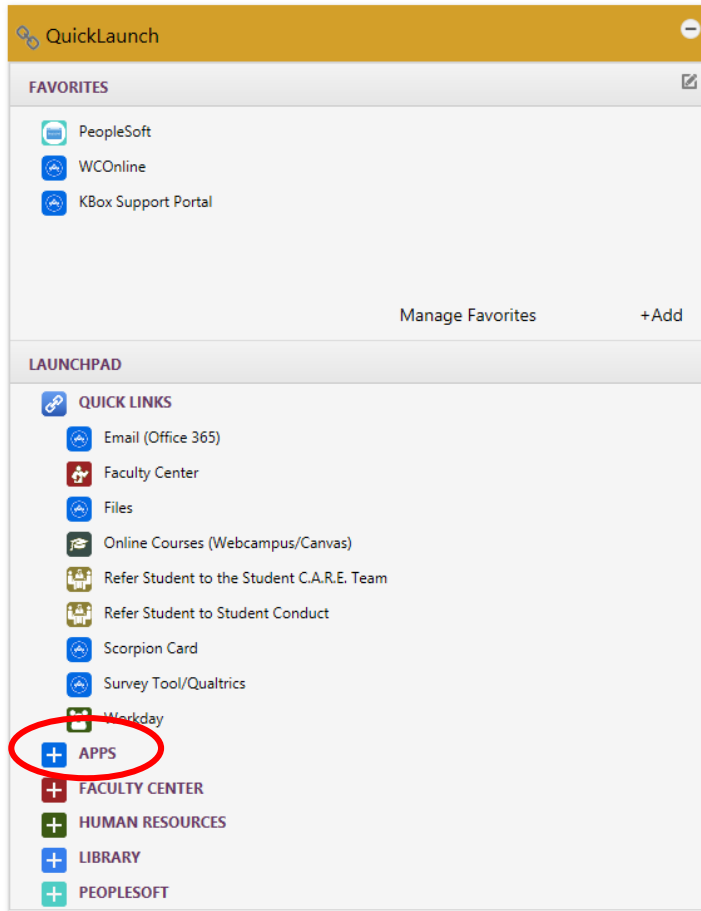 QuickLaunch
FAVORITES
PeopleSoft
WCOnline
KBox Support Portal
Manage Favorites +Add
LAUNCHPAD
QUICK LINKS
Email (Office 365)
Faculty Center
Files
Online Courses (Webcampus/Canvas)
Refer Student to the Student C.A.R.E. Team
Refer Student to Student Conduct
Scorpion Card
Survey Tool/Qualtrics
Workday
APPS
FACULTY CENTER
HUMAN RESOURCES
LIBRARY
PEOPLESOFT